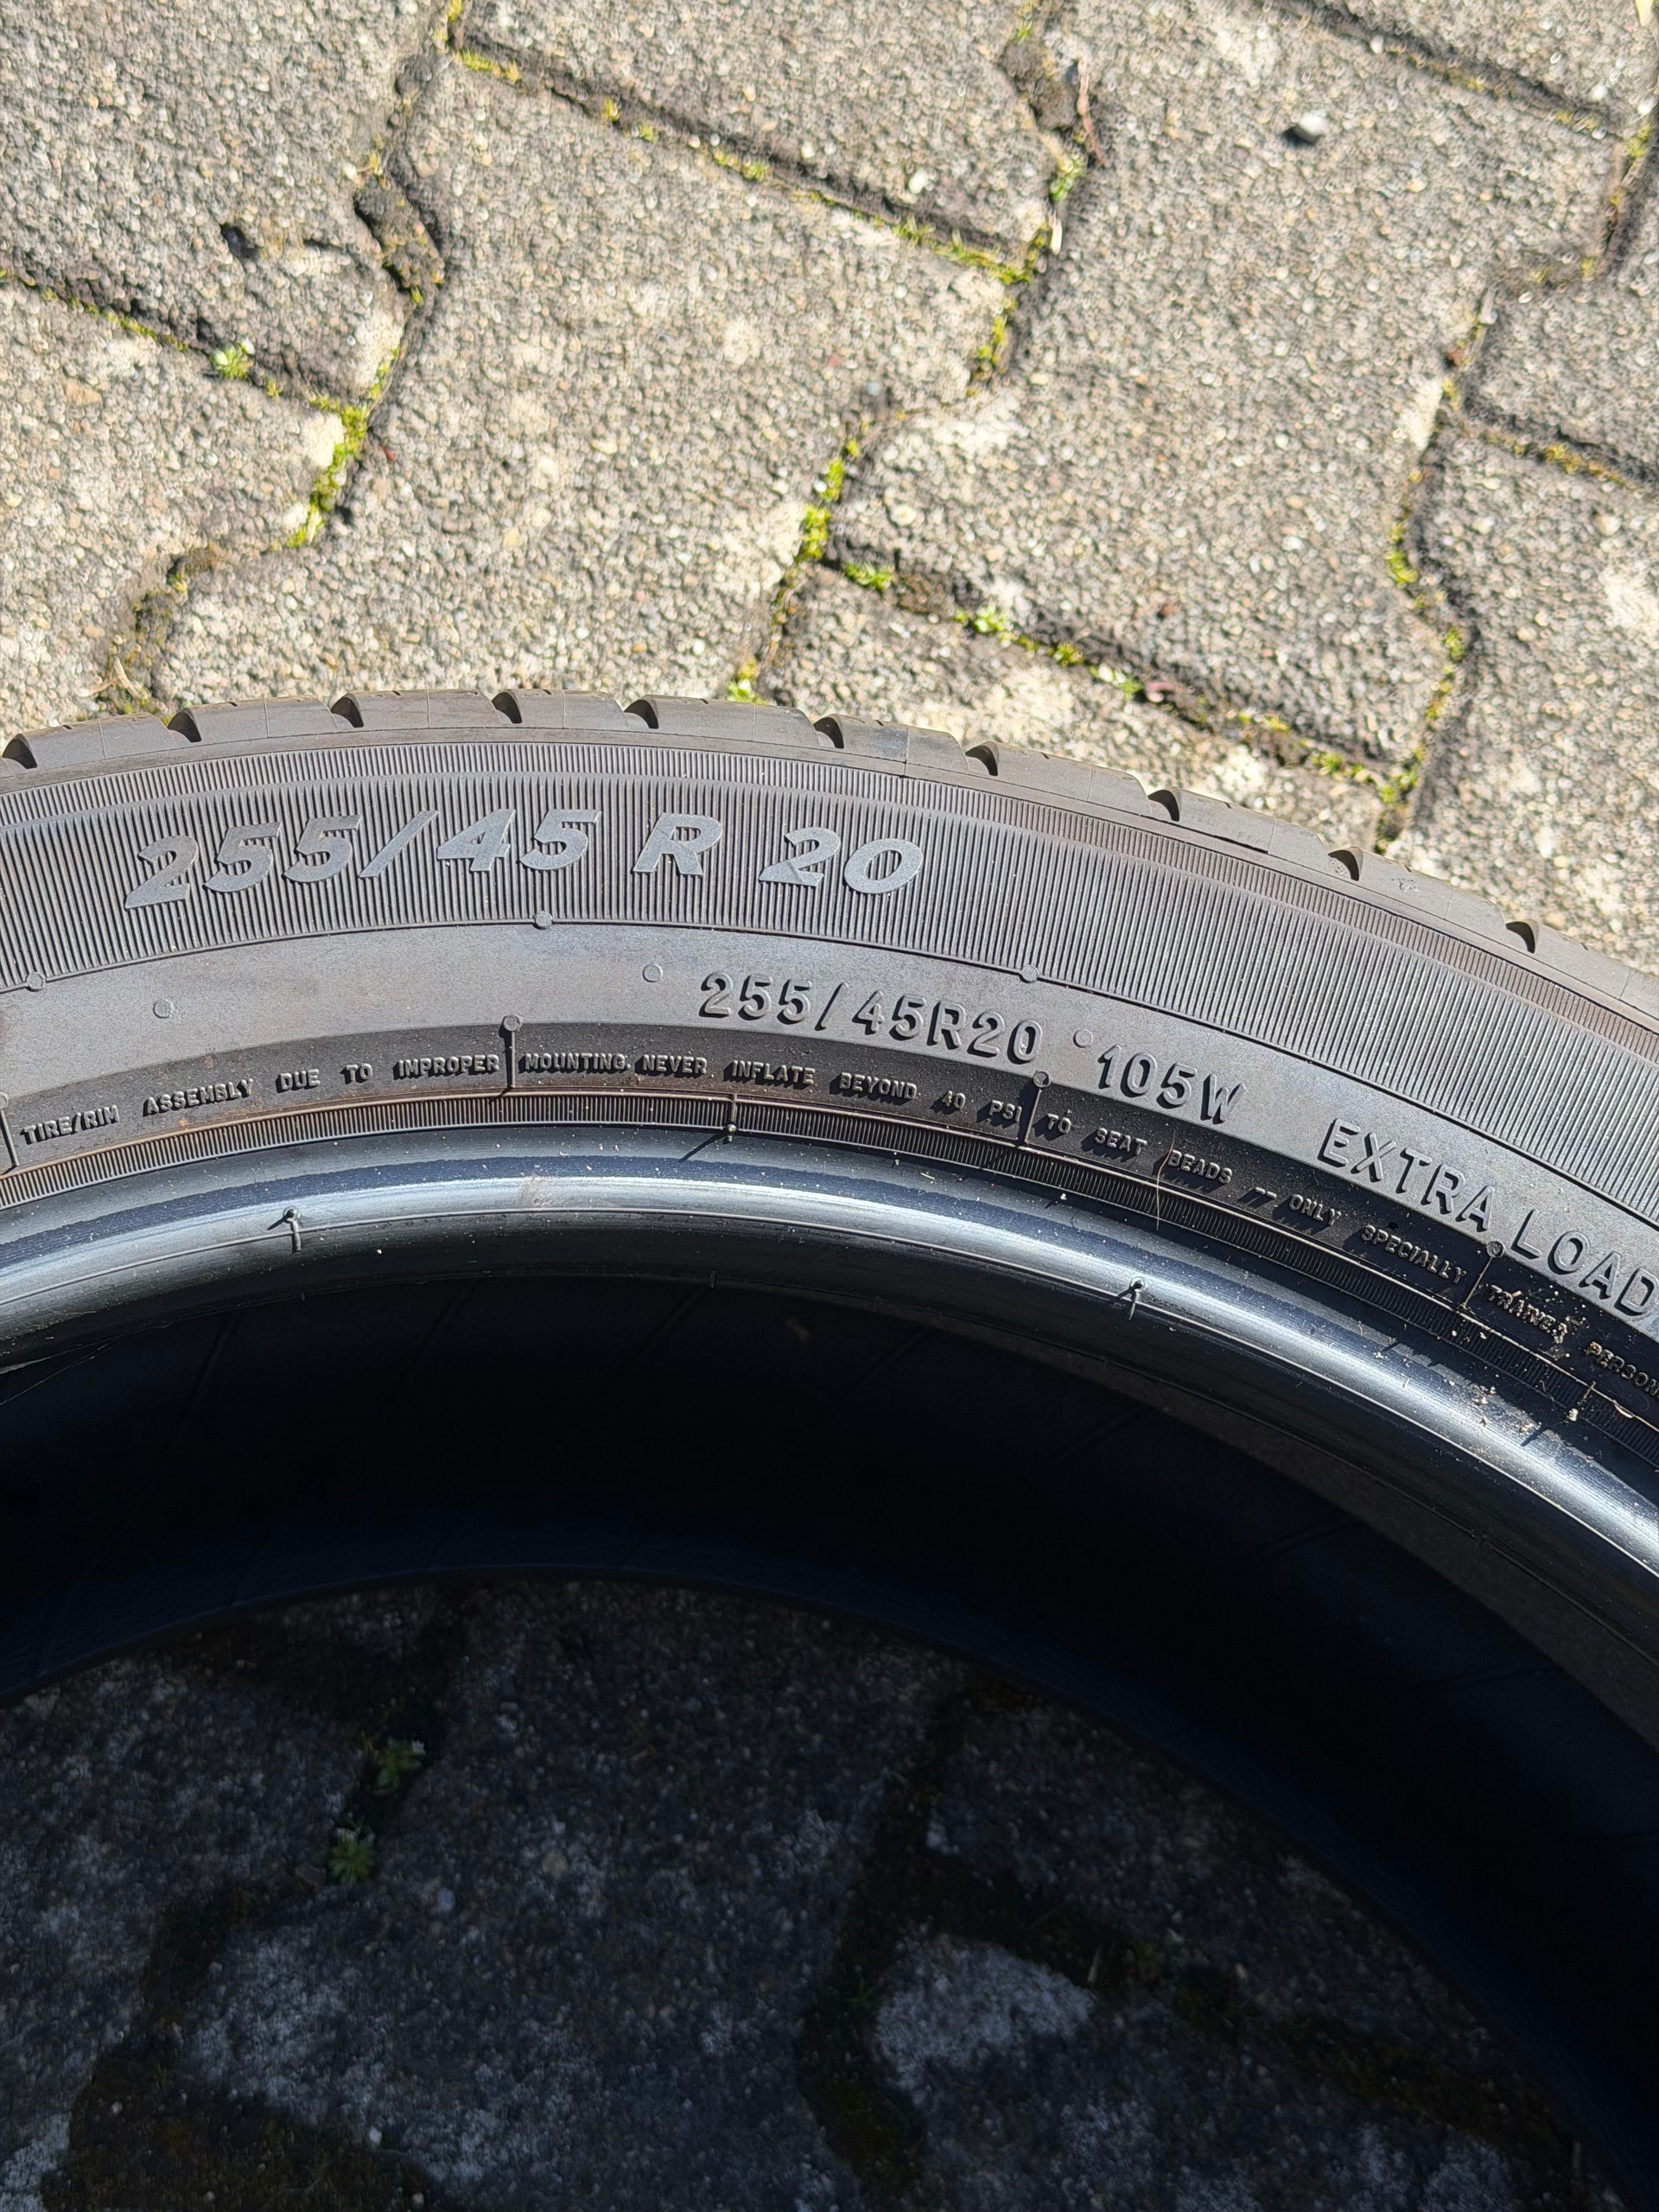 255/45 R 20
255/45R20 105W EXTRA LOAD
TIRE/RIM ASSEMBLY DUE TO IMPROPER MOUNTING. NEVER INFLATE BEYOND 40 PSI TO SEAT BEADS -- ONLY SPECIALLY TRAINED PERSON